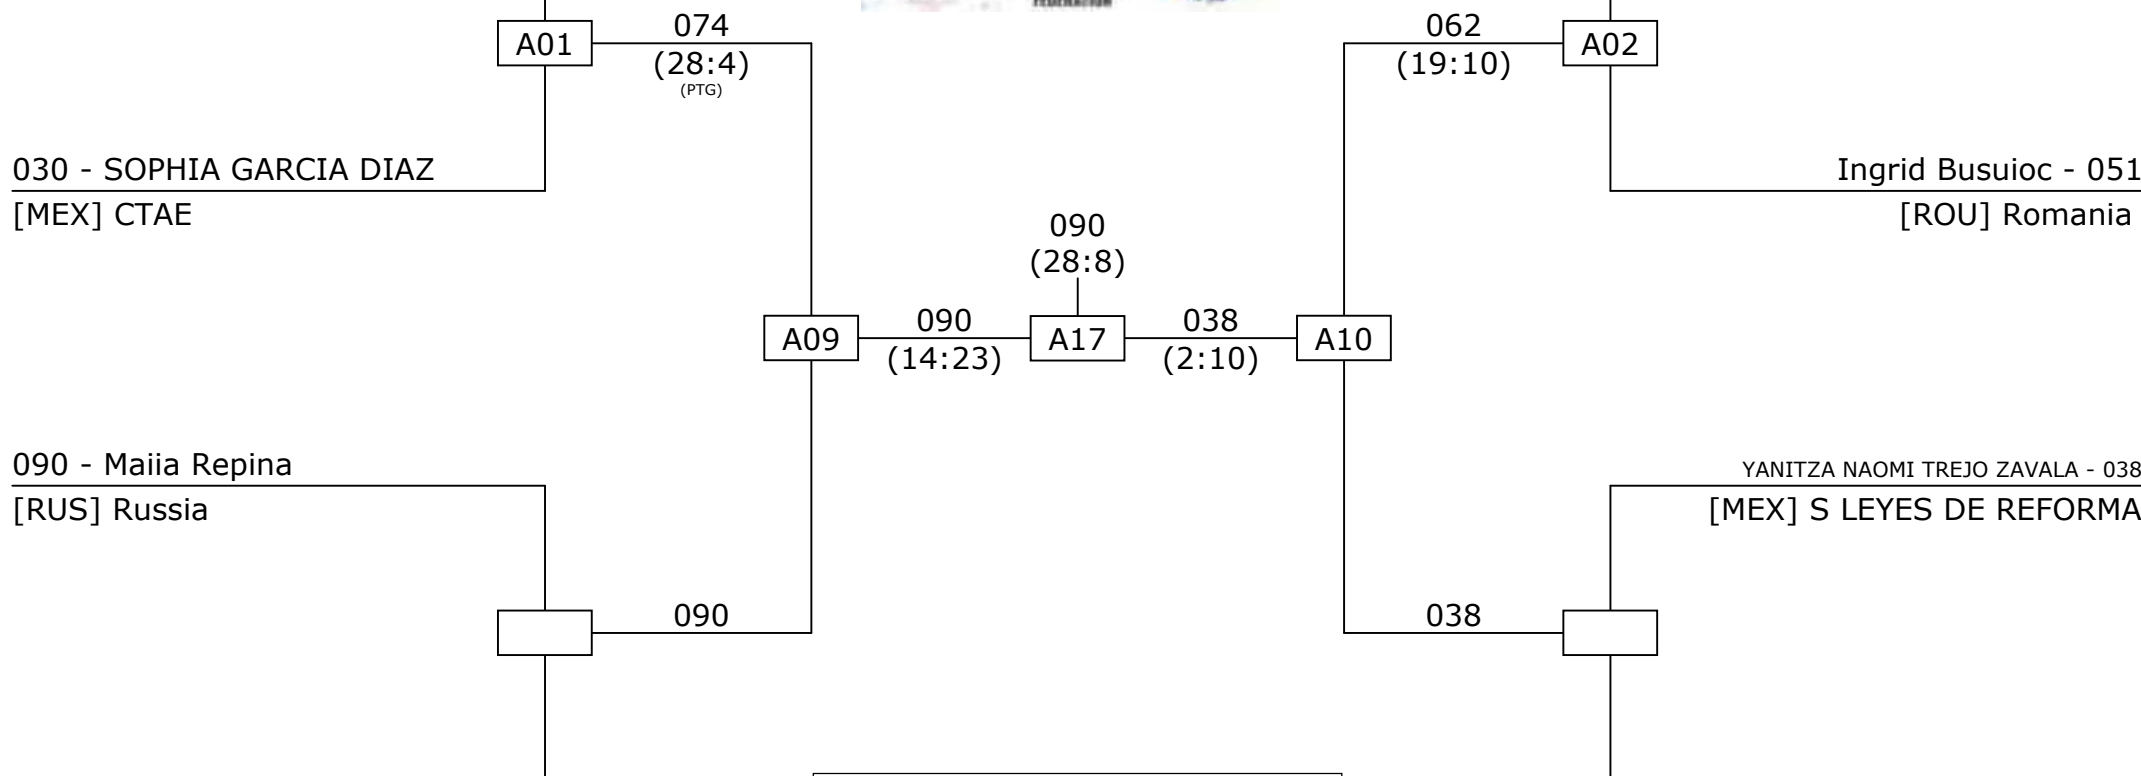 074
062
A01
A02
(28:4)
(19:10)
(PTG)
030 - SOPHIA GARCIA DIAZ
Ingrid Busuioc - 051
[MEX] CTAE
[ROU] Romania
090
(28:8)
090
038
A09
A17
A10
(14:23)
(2:10)
090 - Maiia Repina
YANITZA NAOMI TREJO ZAVALA - 038
[RUS] Russia
[MEX] S LEYES DE REFORMA
090
038